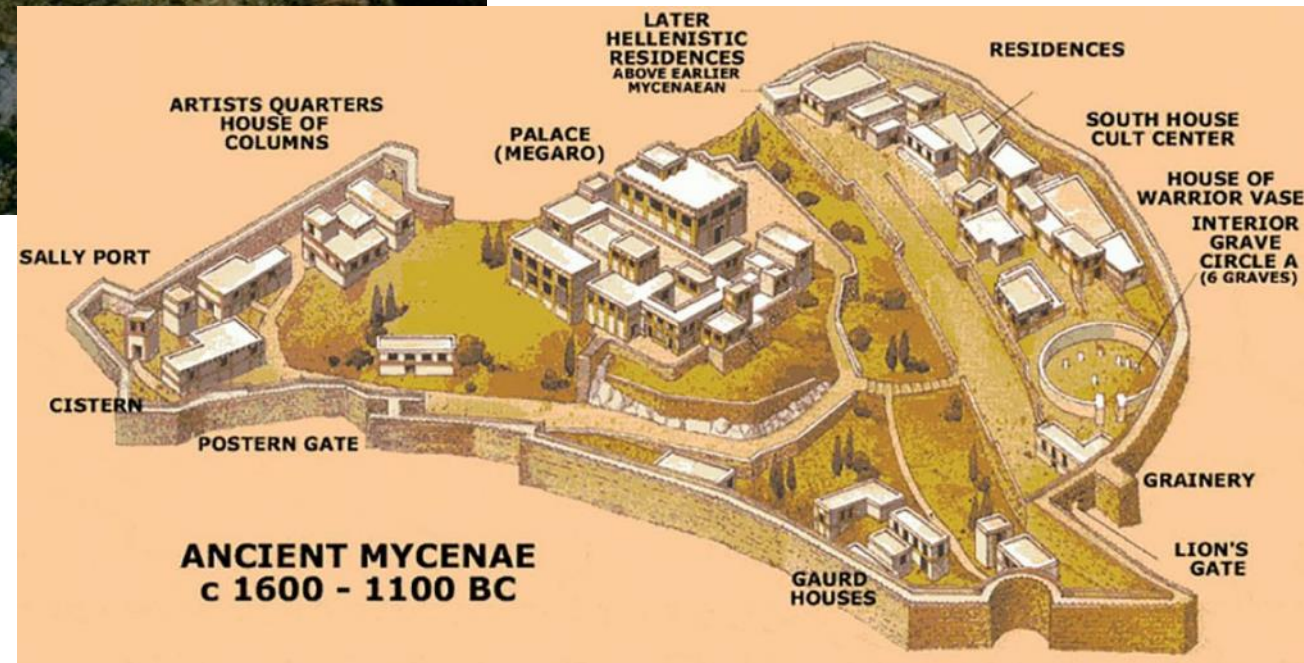 LATER
HELLENISTIC
RESIDENCES
ABOVE EARLIER
MYCENAEAN
RESIDENCES
ARTISTS QUARTERS
HOUSE OF
COLUMNS
PALACE
(MEGARO)
SOUTH HOUSE
CULT CENTER
HOUSE OF
WARRIOR VASE
INTERIOR
GRAVE
CIRCLE A
(6 GRAVES)
SALLY PORT
CISTERN
POSTERN GATE
GRAINERY
LION'S
GATE
GAURD
HOUSES
ANCIENT MYCENAE
c 1600 - 1100 BC